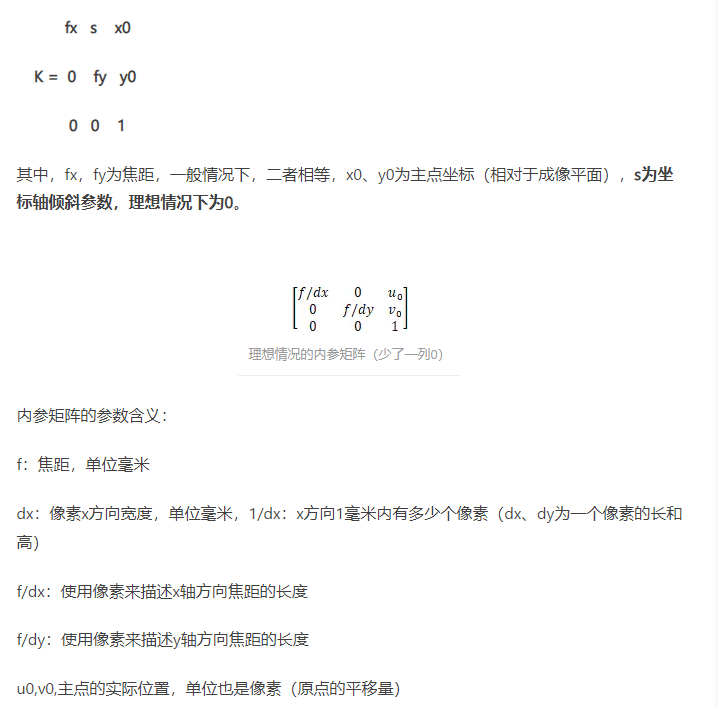 fx s x0
K = 0 fy y0
0 0 1
其中，fx，fy为焦距，一般情况下，二者相等，x0、y0为主点坐标（相对于成像平面），s为坐
标轴倾斜参数，理想情况下为0。
f/dx 0 u₀
0 f/dy v₀
0 0 1
理想情况的内参矩阵（少了一列0）
内参矩阵的参数含义：
f：焦距，单位毫米
dx：像素x方向宽度，单位毫米，1/dx：x方向1毫米内有多少个像素（dx、dy为一个像素的长和
高）
f/dx：使用像素来描述x轴方向焦距的长度
f/dy：使用像素来描述y轴方向焦距的长度
u0,v0,主点的实际位置，单位也是像素（原点的平移量）